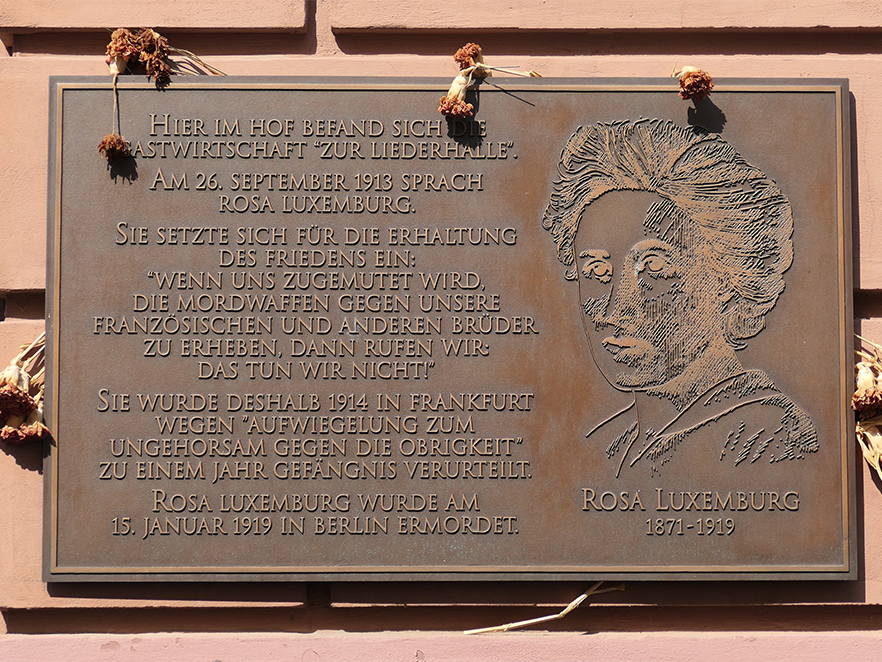 HIER IM HOF BEFAND SICH DIE
GASTWIRTSCHAFT "ZUR LIEDERHALLE".
AM 26. SEPTEMBER 1913 SPRACH
ROSA LUXEMBURG.
SIE SETZTE SICH FÜR DIE ERHALTUNG
DES FRIEDENS EIN:
"WENN UNS ZUGEMUTET WIRD,
DIE MORDWAFFEN GEGEN UNSERE
FRANZÖSISCHEN UND ANDEREN BRÜDER
ZU ERHEBEN, DANN RUFEN WIR:
DAS TUN WIR NICHT!"
SIE WURDE DESHALB 1914 IN FRANKFURT
WEGEN "AUFWIEGELUNG ZUM
UNGEHORSAM GEGEN DIE OBRIGKEIT"
ZU EINEM JAHR GEFÄNGNIS VERURTEILT.
ROSA LUXEMBURG WURDE AM
15. JANUAR 1919 IN BERLIN ERMORDET.
ROSA LUXEMBURG
1871-1919